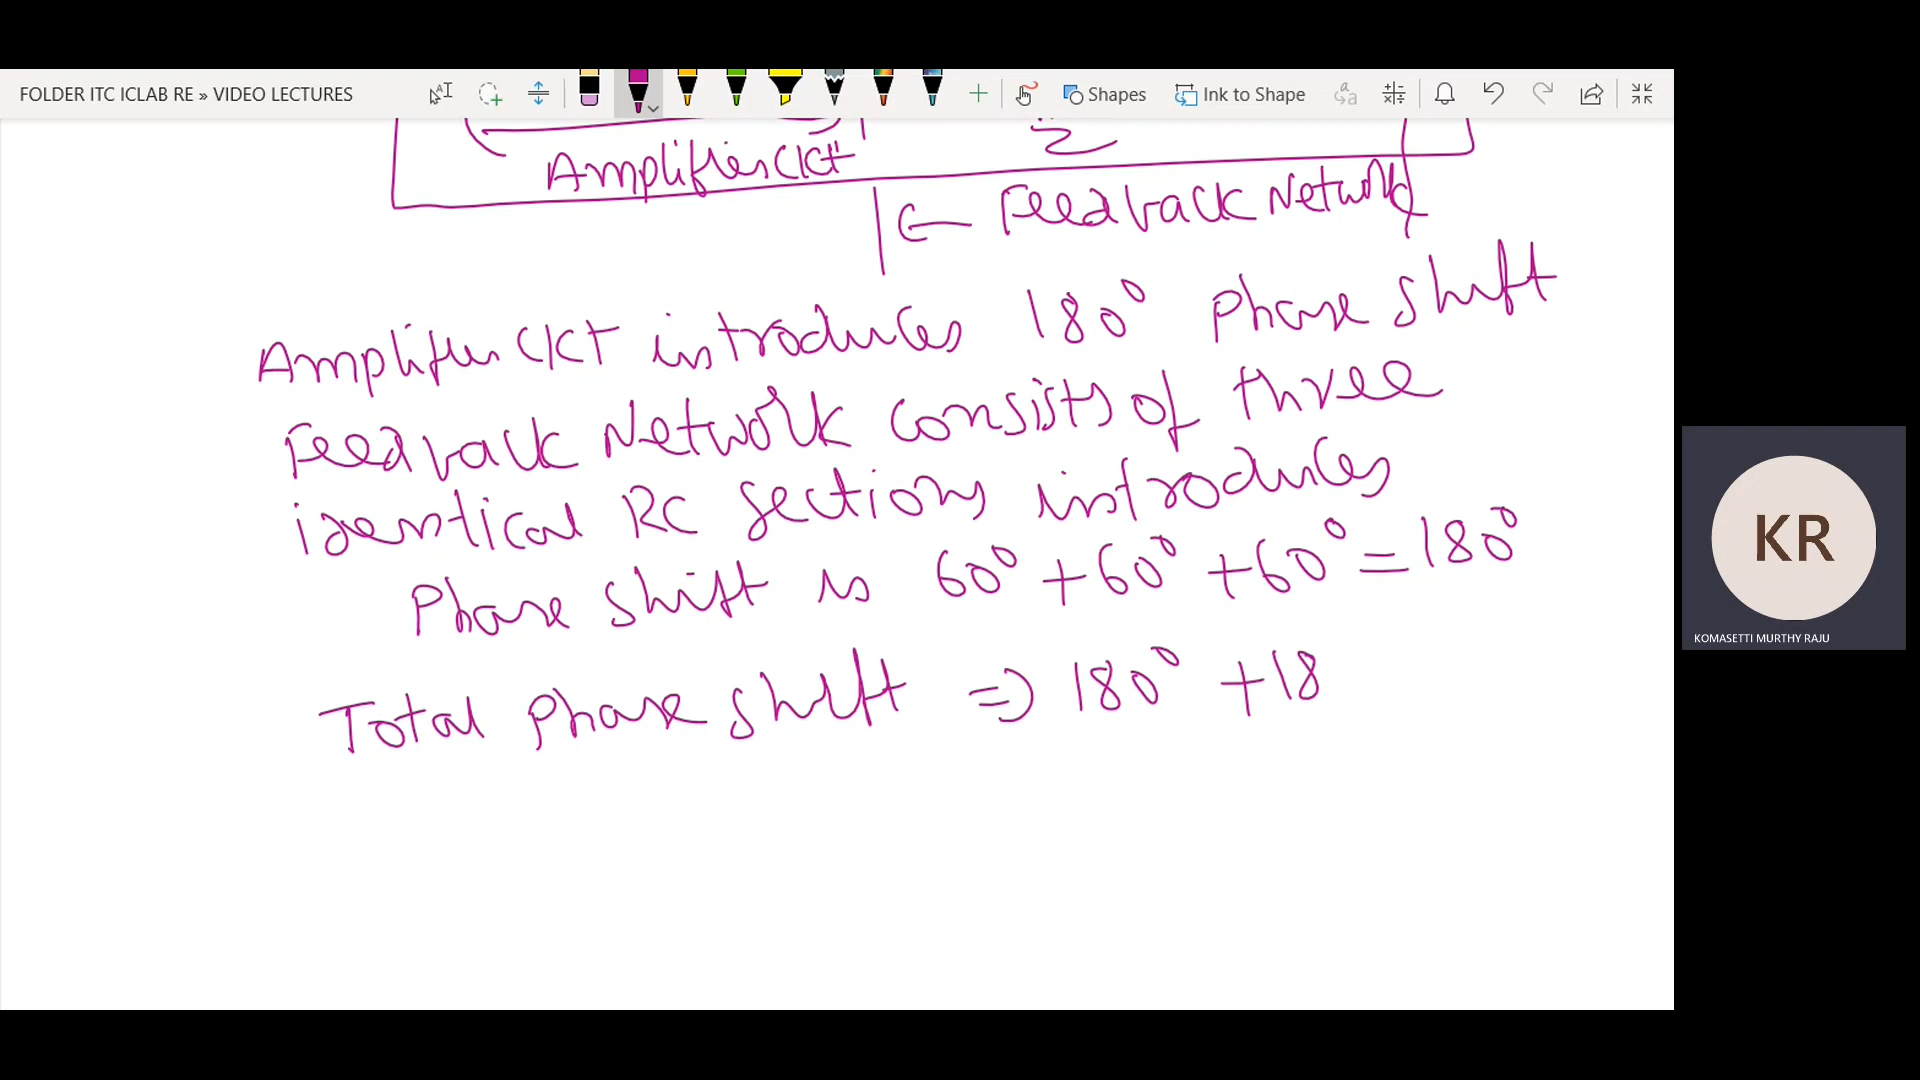 FOLDER ITC ICLAB RE » VIDEO LECTURES
Shapes
Ink to Shape
Amplifier CKT
Feedback Network
Amplifier CKT introduces 180° Phase shift
Feedback Network consists of three
identical RC sections introduces
Phase shift is 60° + 60° + 60° = 180°
Total phase shift => 180° + 18
KR
KOMASETTI MURTHY RAJU